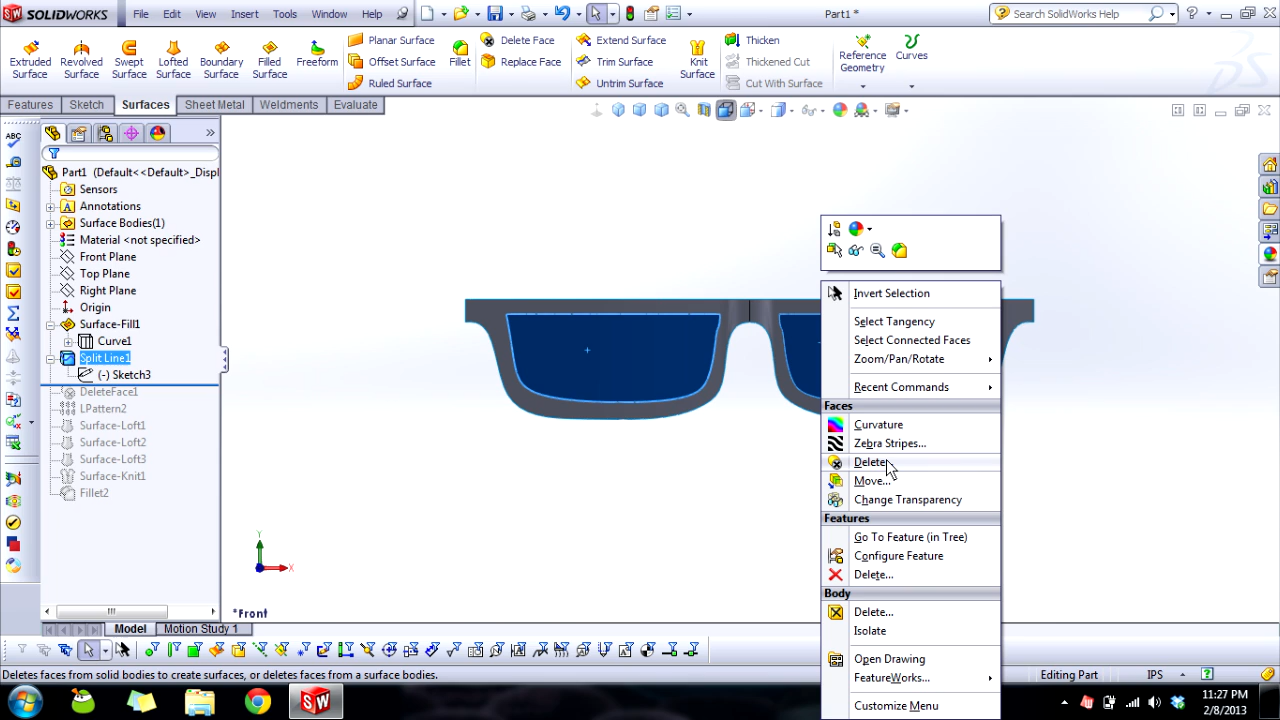 SOLIDWORKS File Edit View Insert Tools Window Help Part1 * Search SolidWorks Help
Extruded Surface
Revolved Surface
Swept Surface
Lofted Surface
Boundary Surface
Filled Surface
Freeform
Planar Surface
Offset Surface
Ruled Surface
Fillet
Delete Face
Replace Face
Extend Surface
Trim Surface
Untrim Surface
Knit Surface
Thicken
Thickened Cut
Cut With Surface
Reference Geometry
Curves
Features Sketch Surfaces Sheet Metal Weldments Evaluate
Part1 (Default<<Default>_Displ
Sensors
Annotations
Surface Bodies(1)
Material <not specified>
Front Plane
Top Plane
Right Plane
Origin
Surface-Fill1
Curve1
Split Line1
(-) Sketch3
DeleteFace1
LPattern2
Surface-Loft1
Surface-Loft2
Surface-Loft3
Surface-Knit1
Fillet2
Invert Selection
Select Tangency
Select Connected Faces
Zoom/Pan/Rotate
Recent Commands
Faces
Curvature
Zebra Stripes...
Delete...
Move...
Change Transparency
Features
Go To Feature (in Tree)
Configure Feature
Delete...
Body
Delete...
Isolate
Open Drawing
FeatureWorks...
Customize Menu
Y
X
*Front
Model Motion Study 1
Deletes faces from solid bodies to create surfaces, or deletes faces from a surface bodies. Editing Part IPS
11:27 PM
2/8/2013